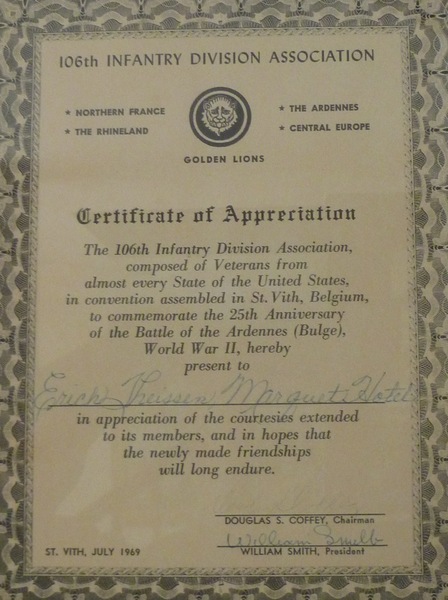 106th INFANTRY DIVISION ASSOCIATION
★ NORTHERN FRANCE ★ THE ARDENNES
★ THE RHINELAND ★ CENTRAL EUROPE
GOLDEN LIONS
Certificate of Appreciation
The 106th Infantry Division Association,
composed of Veterans from
almost every State of the United States,
in convention assembled in St. Vith, Belgium,
to commemorate the 25th Anniversary
of the Battle of the Ardennes (Bulge),
World War II, hereby
present to
Erich Theissen Marguet Hotel
in appreciation of the courtesies extended
to its members, and in hopes that
the newly made friendships
will long endure.
DOUGLAS S. COFFEY, Chairman
William Smith
ST. VITH, JULY 1969 WILLIAM SMITH, President